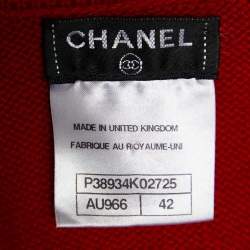 CHANEL
MADE IN UNITED KINGDOM
FABRIQUE AU ROYAUME-UNI
P38934K02725
AU966 42